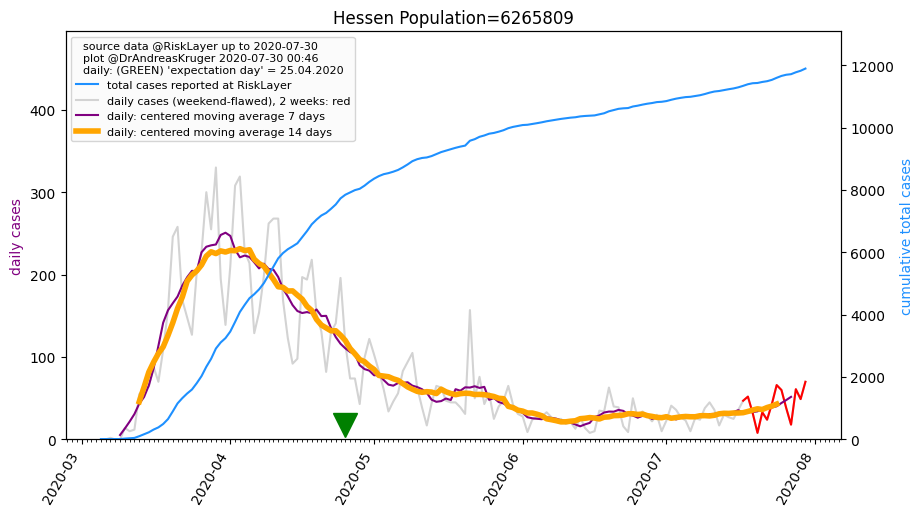 Hessen Population=6265809
source data @RiskLayer up to 2020-07-30
plot @DrAndreasKruger 2020-07-30 00:46
daily: (GREEN) 'expectation day' = 25.04.2020
total cases reported at RiskLayer
daily cases (weekend-flawed), 2 weeks: red
daily: centered moving average 7 days
daily: centered moving average 14 days
daily cases
400
300
200
100
0
cumulative total cases
12000
10000
8000
6000
4000
2000
0
2020-03
2020-04
2020-05
2020-06
2020-07
2020-08